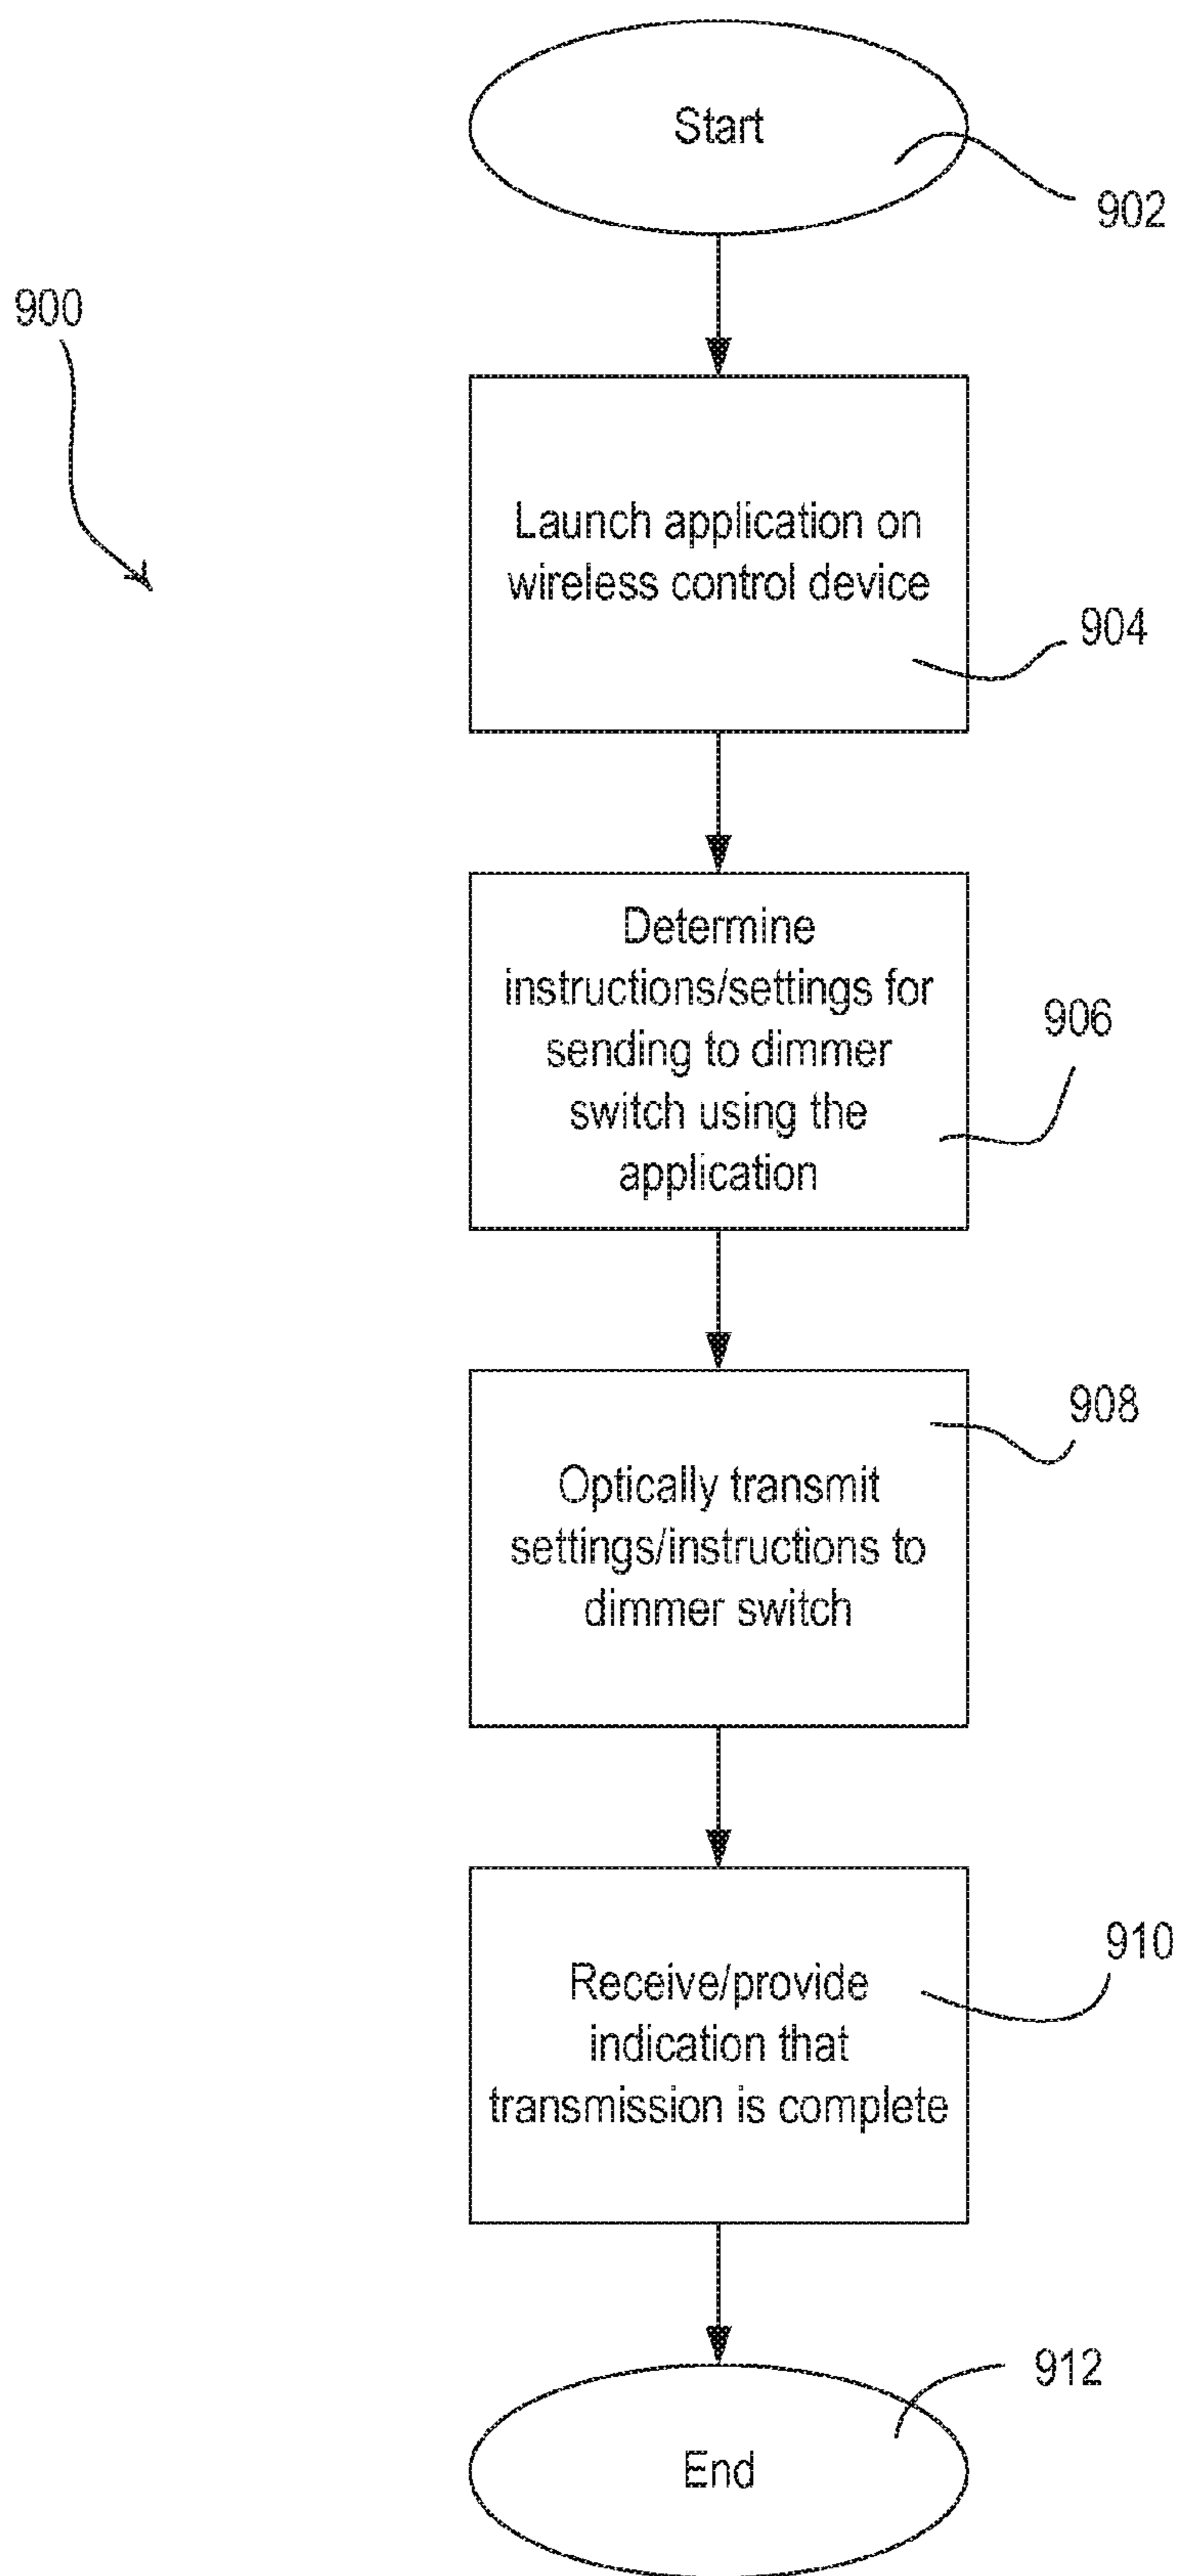 Start
902
900
Launch application on
wireless control device
904
Determine
instructions/settings for
sending to dimmer
switch using the
application
906
908
Optically transmit
settings/instructions to
dimmer switch
910
Receive/provide
indication that
transmission is complete
912
End